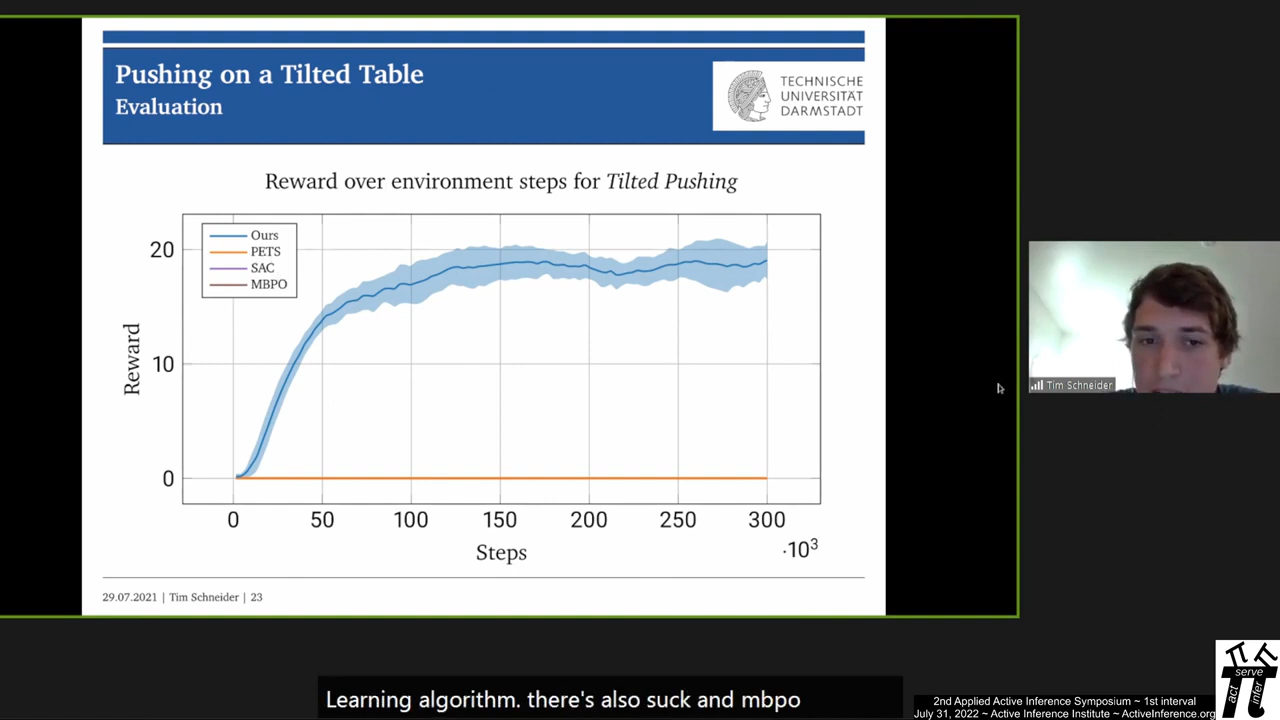 Pushing on a Tilted Table
Evaluation
TECHNISCHE
UNIVERSITÄT
DARMSTADT
Reward over environment steps for Tilted Pushing
Ours
PETS
SAC
MBPO
20
10
0
Reward
0 50 100 150 200 250 300
·10³
Steps
29.07.2021 | Tim Schneider | 23
Tim Schneider
Learning algorithm. there's also suck and mbpo
2nd Applied Active Inference Symposium ~ 1st interval
July 31, 2022 ~ Active Inference Institute ~ ActiveInference.org
π π
serve
act
infer